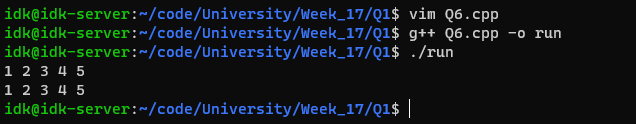 idk@idk-server:~/code/University/Week_17/Q1$ vim Q6.cpp
idk@idk-server:~/code/University/Week_17/Q1$ g++ Q6.cpp -o run
idk@idk-server:~/code/University/Week_17/Q1$ ./run
1 2 3 4 5
1 2 3 4 5
idk@idk-server:~/code/University/Week_17/Q1$